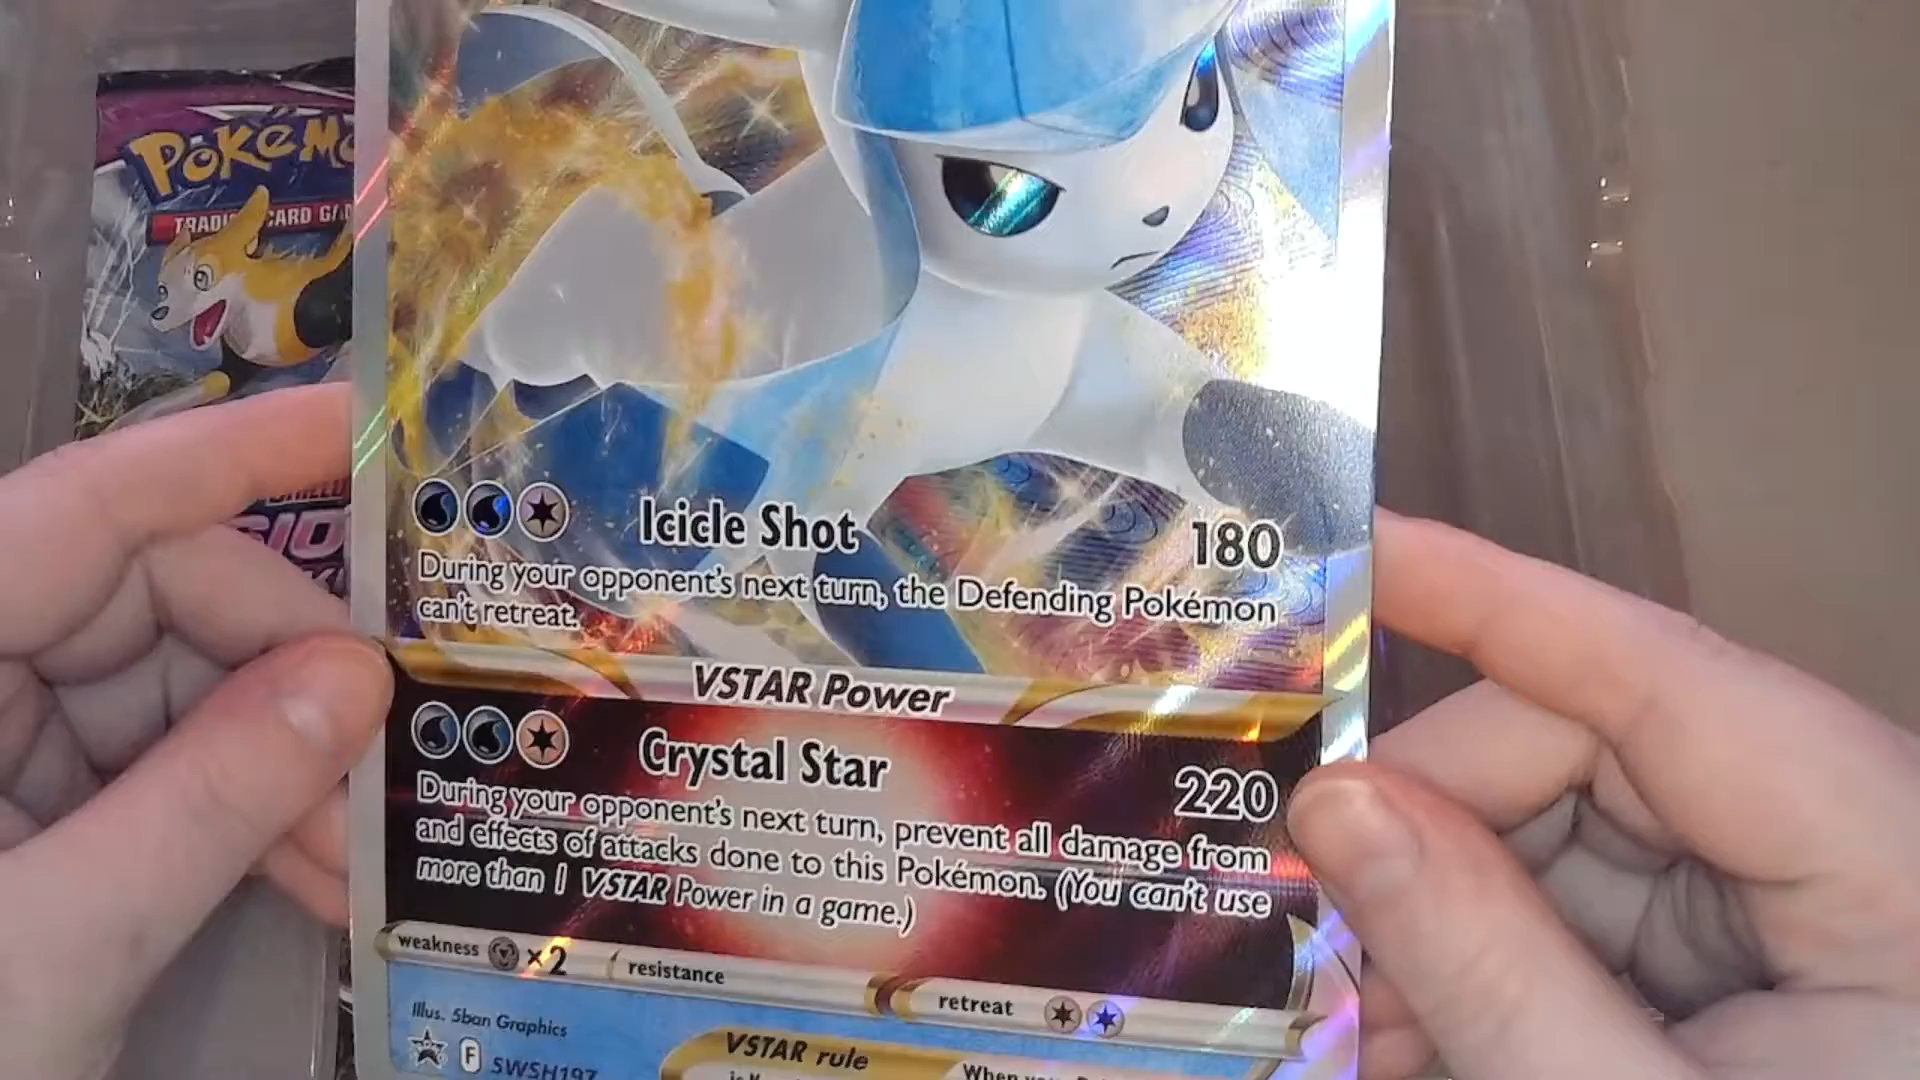 POKÉM
TRADI CARD GA
Icicle Shot 180
During your opponent's next turn, the Defending Pokémon
can't retreat.
VSTAR Power
Crystal Star 220
During your opponent's next turn, prevent all damage from
and effects of attacks done to this Pokémon. (You can't use
more than 1 VSTAR Power in a game.)
weakness ×2 resistance retreat
Illus. 5ban Graphics
F SWSH197
VSTAR rule
When